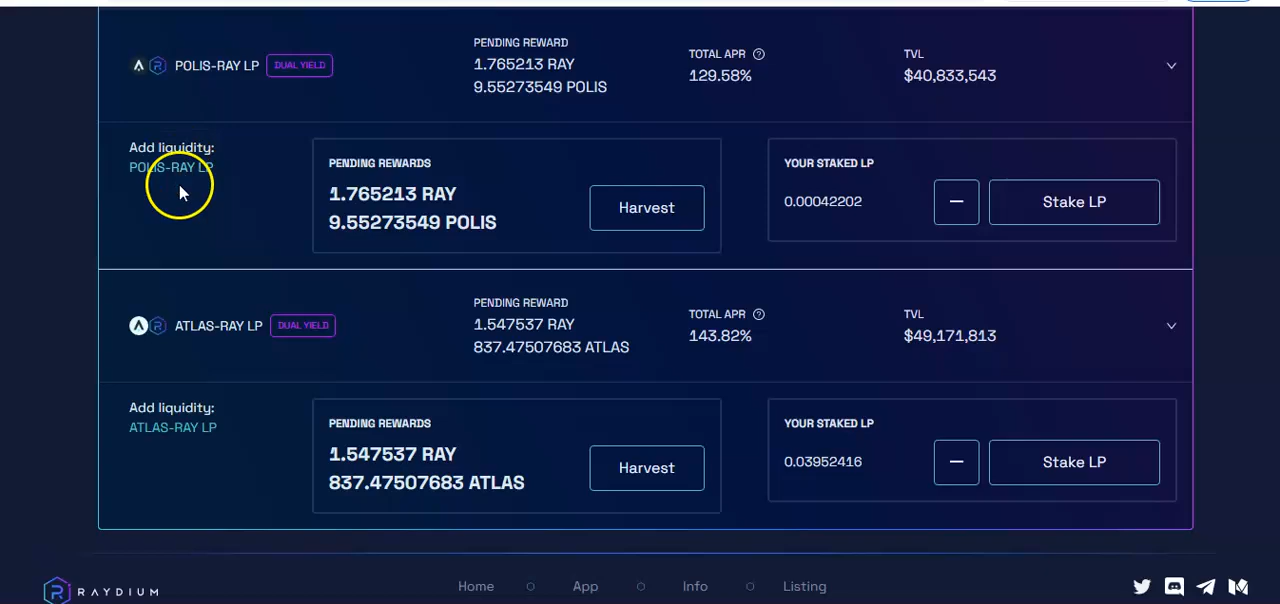 POLIS-RAY LP DUAL YIELD
PENDING REWARD
1.765213 RAY
9.55273549 POLIS
TOTAL APR ?
129.58%
TVL
$40,833,543
Add liquidity:
POLIS-RAY LP
PENDING REWARDS
1.765213 RAY
9.55273549 POLIS
Harvest
YOUR STAKED LP
0.00042202
Stake LP
ATLAS-RAY LP DUAL YIELD
PENDING REWARD
1.547537 RAY
837.47507683 ATLAS
TOTAL APR ?
143.82%
TVL
$49,171,813
Add liquidity:
ATLAS-RAY LP
PENDING REWARDS
1.547537 RAY
837.47507683 ATLAS
Harvest
YOUR STAKED LP
0.03952416
Stake LP
RAYDIUM
Home App Info Listing